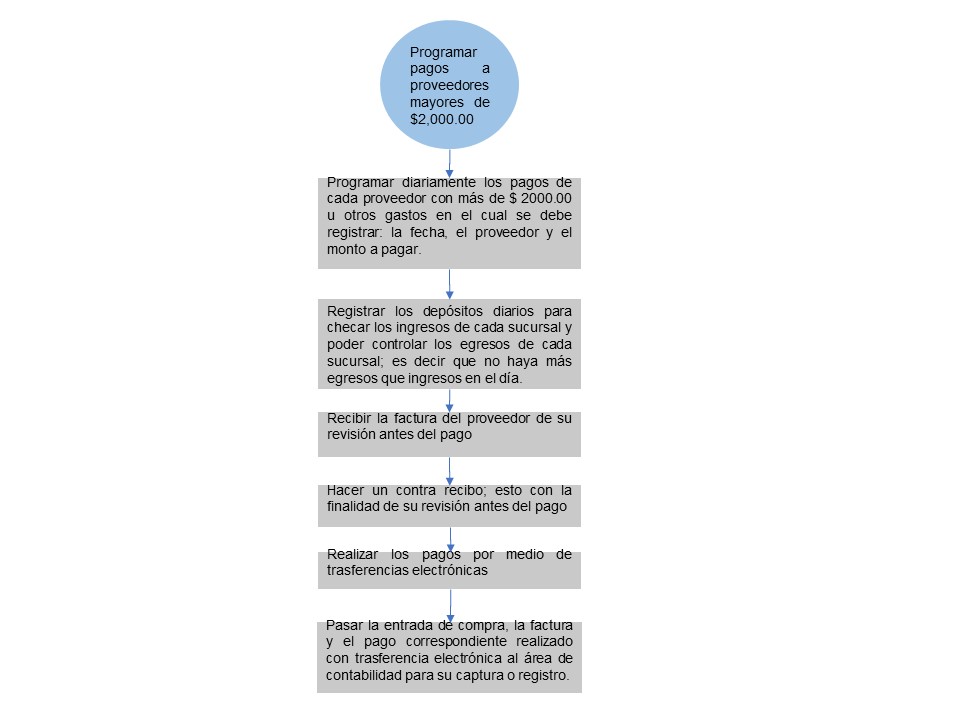 Programar
pagos a
proveedores
mayores de
$2,000.00
Programar diariamente los pagos de
cada proveedor con más de $ 2000.00
u otros gastos en el cual se debe
registrar: la fecha, el proveedor y el
monto a pagar.
Registrar los depósitos diarios para
checar los ingresos de cada sucursal y
poder controlar los egresos de cada
sucursal; es decir que no haya más
egresos que ingresos en el día.
Recibir la factura del proveedor de su
revisión antes del pago
Hacer un contra recibo; esto con la
finalidad de su revisión antes del pago
Realizar los pagos por medio de
trasferencias electrónicas
Pasar la entrada de compra, la factura
y el pago correspondiente realizado
con trasferencia electrónica al área de
contabilidad para su captura o registro.